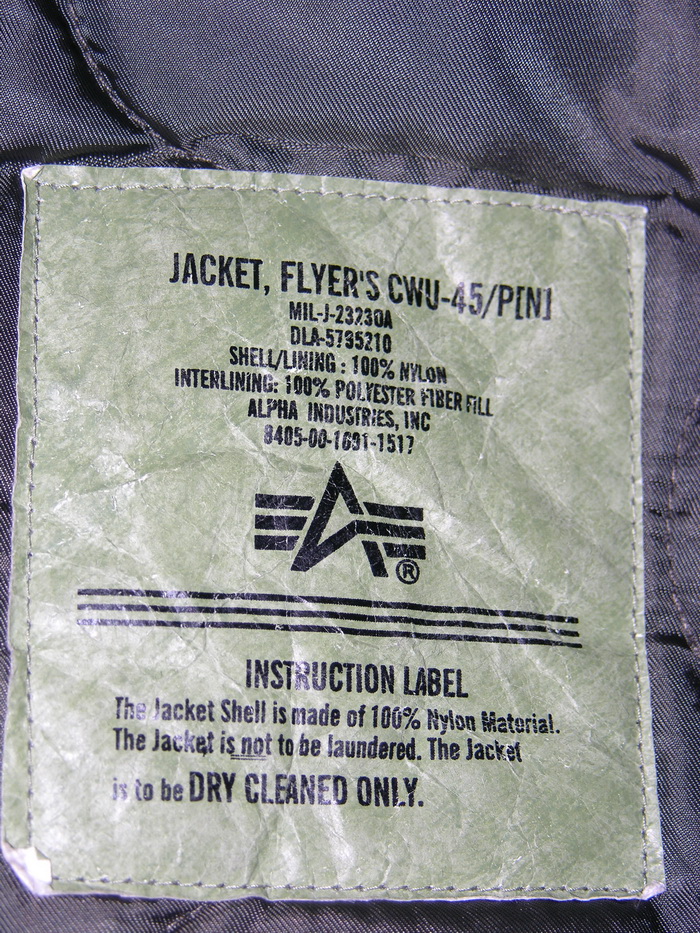 JACKET, FLYER'S CWU-45/P[N]
MIL-J-23230A
DLA-5735210
SHELL/LINING : 100% NYLON
INTERLINING: 100% POLYESTER FIBER FILL
ALPHA INDUSTRIES, INC
8405-00-1691-1517
®
INSTRUCTION LABEL
The Jacket Shell is made of 100% Nylon Material.
The Jacket is not to be laundered. The Jacket
is to be DRY CLEANED ONLY.